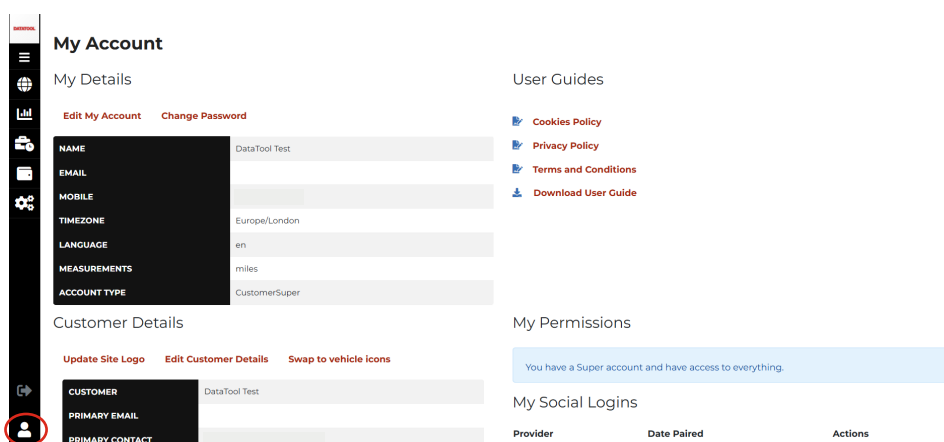 DATATOOL
My Account
My Details
Edit My Account Change Password
NAME DataTool Test
EMAIL
MOBILE
TIMEZONE Europe/London
LANGUAGE en
MEASUREMENTS miles
ACCOUNT TYPE CustomerSuper
User Guides
Cookies Policy
Privacy Policy
Terms and Conditions
Download User Guide
Customer Details
Update Site Logo Edit Customer Details Swap to vehicle icons
CUSTOMER DataTool Test
PRIMARY EMAIL
PRIMARY CONTACT
My Permissions
You have a Super account and have access to everything.
My Social Logins
Provider Date Paired Actions